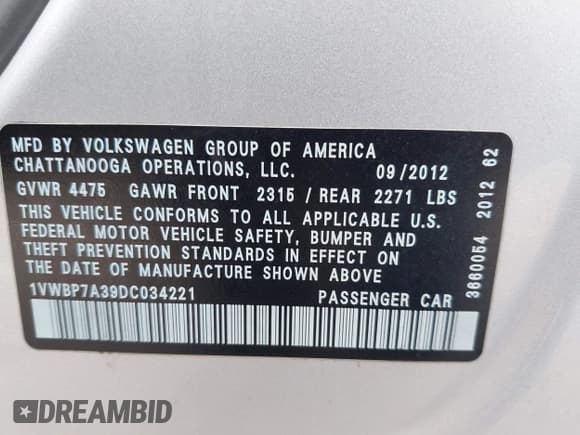 MFD BY VOLKSWAGEN GROUP OF AMERICA
CHATTANOOGA OPERATIONS, LLC. 09/2012
GVWR 4475 GAWR FRONT 2315 / REAR 2271 LBS
THIS VEHICLE CONFORMS TO ALL APPLICABLE U.S.
FEDERAL MOTOR VEHICLE SAFETY, BUMPER AND
THEFT PREVENTION STANDARDS IN EFFECT ON
THE DATE OF MANUFACTURE SHOWN ABOVE
1VWBP7A39DC034221 PASSENGER CAR
3660054 2012 62
DREAMBID